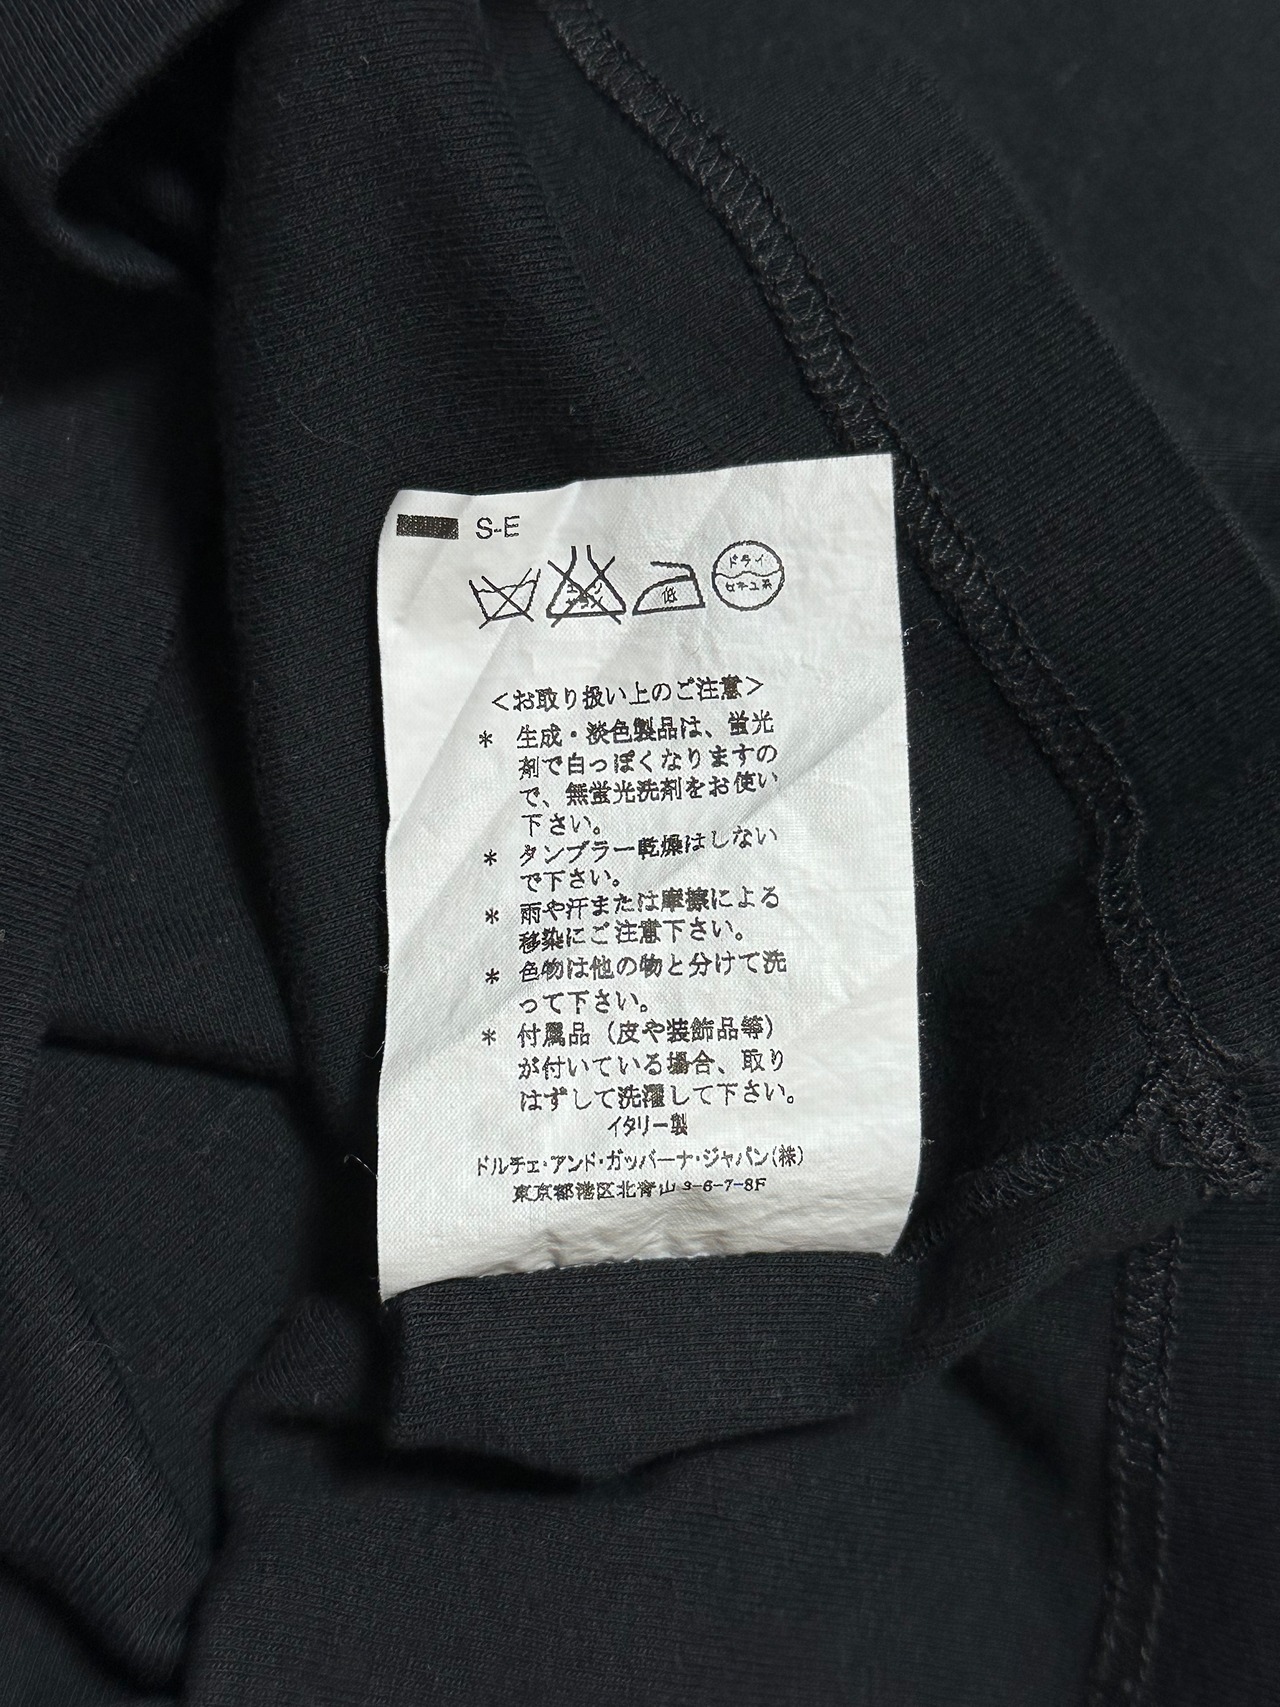 S-E
低
ドライ
セキユ系
<お取り扱い上のご注意>
* 生成・淡色製品は、蛍光
剤で白っぽくなりますの
で、無蛍光洗剤をお使い
下さい。
* タンブラー乾燥はしない
で下さい。
* 雨や汗または摩擦による
移染にご注意下さい。
* 色物は他の物と分けて洗
って下さい。
* 付属品（皮や装飾品等）
が付いている場合、取り
はずして洗濯して下さい。
イタリー製
ドルチェ・アンド・ガッバーナ・ジャパン(株)
東京都港区北青山3-6-7-8F